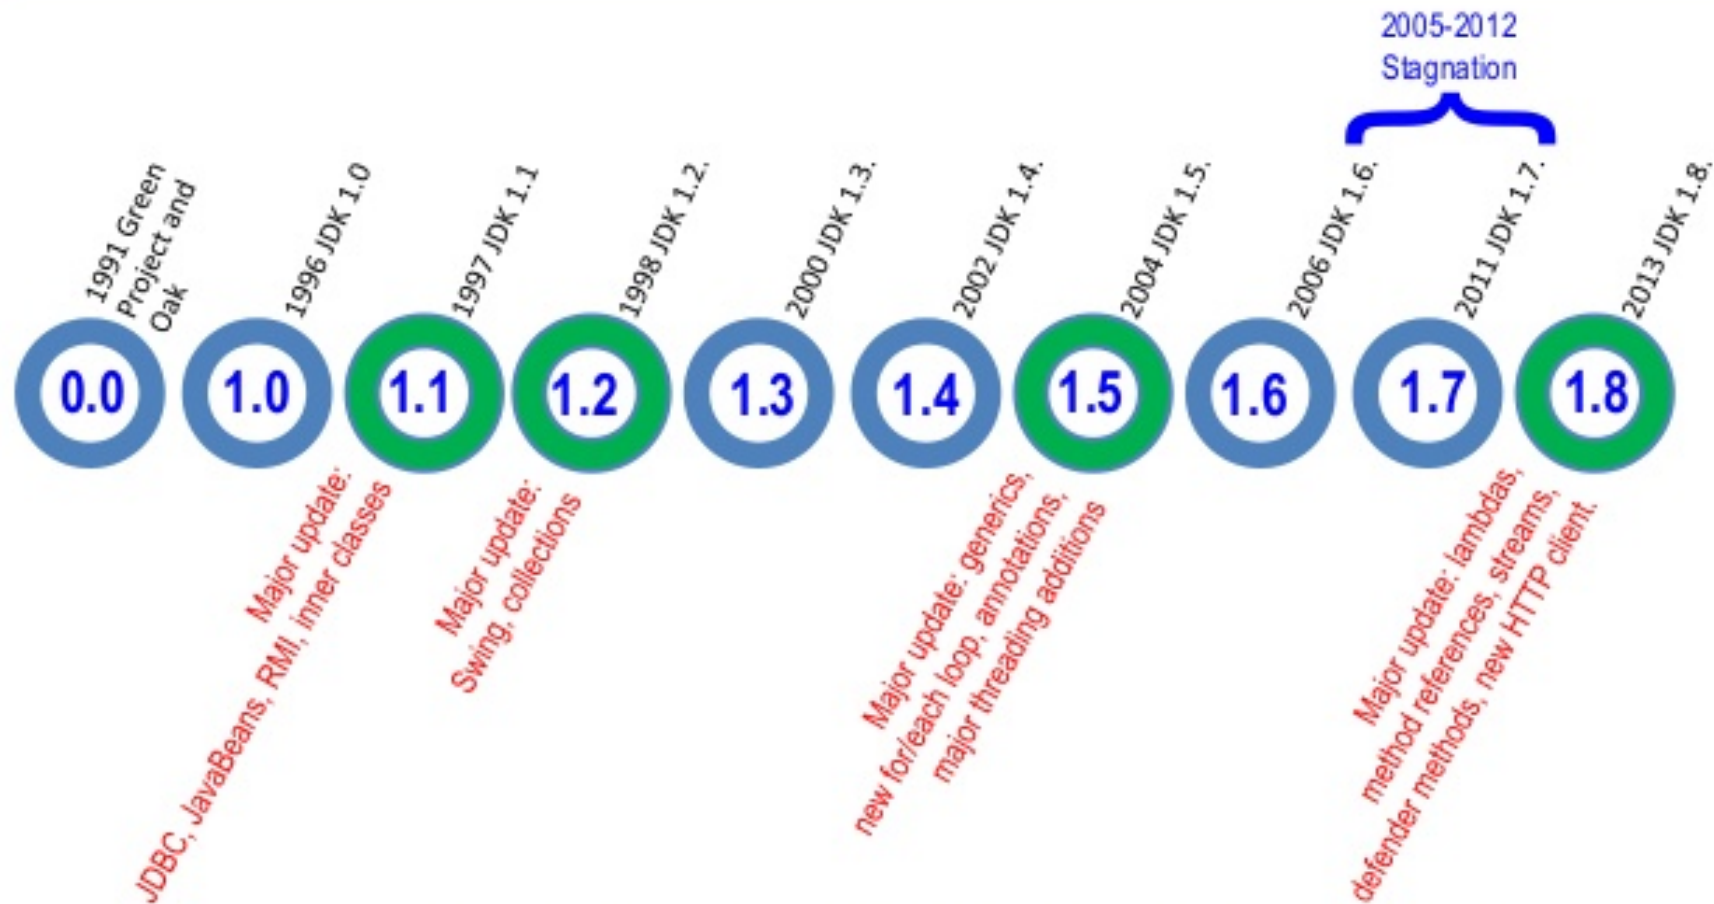 2005-2012
Stagnation
1991 Green
Project and
Oak
1996 JDK 1.0
1997 JDK 1.1
1998 JDK 1.2.
2000 JDK 1.3.
2002 JDK 1.4.
2004 JDK 1.5.
2006 JDK 1.6.
2011 JDK 1.7.
2013 JDK 1.8.
0.0
1.0
1.1
1.2
1.3
1.4
1.5
1.6
1.7
1.8
Major update:
JDBC, JavaBeans, RMI, inner classes
Major update:
Swing, collections
Major update: generics,
new for/each loop, annotations,
major threading additions
Major update: lambdas,
method references, streams,
defender methods, new HTTP client.